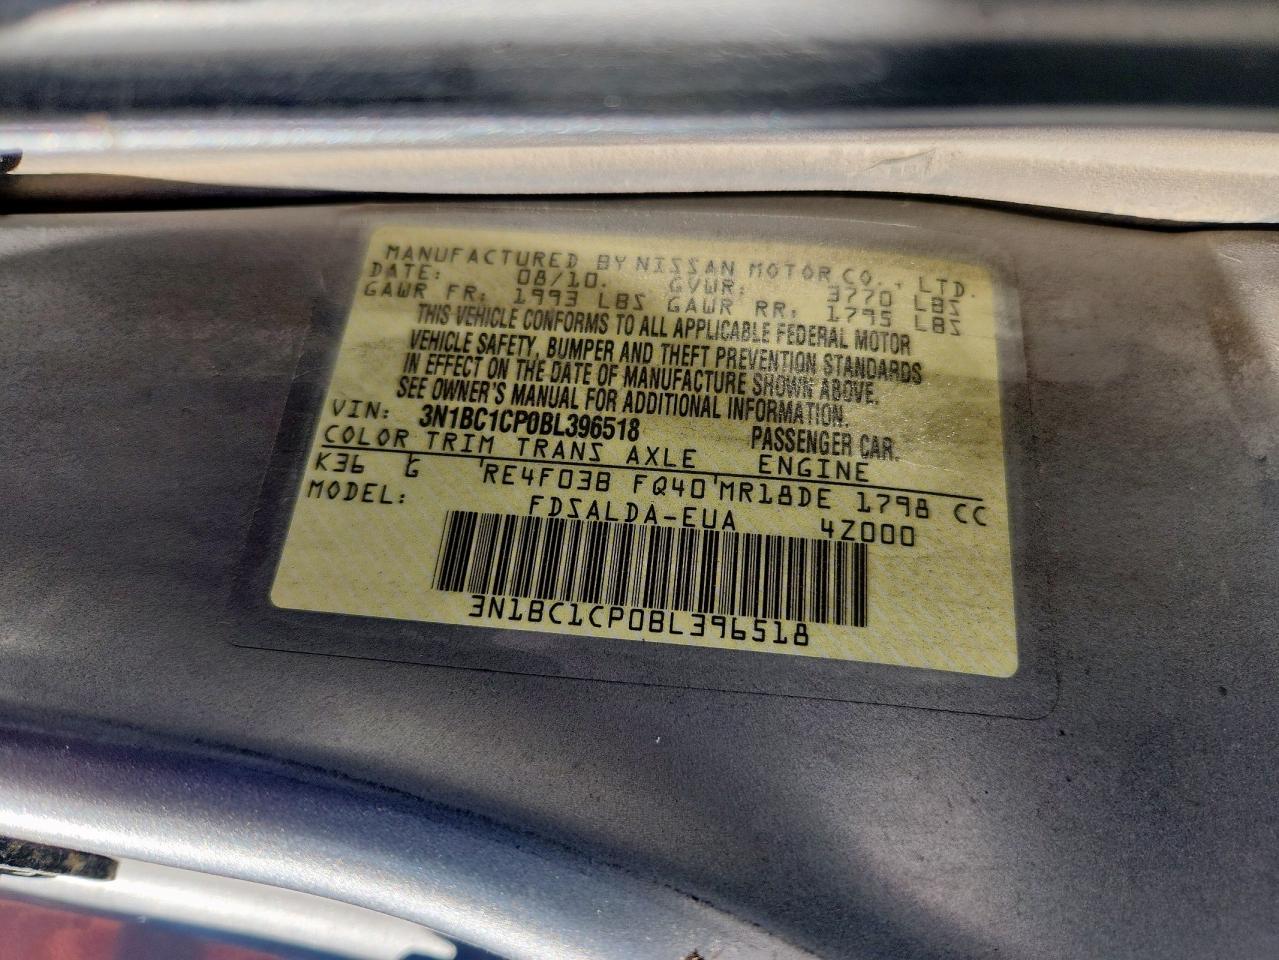 MANUFACTURED BY NISSAN MOTOR CO., LTD.
DATE: 08/10. GVWR: 3770 LBS
GAWR FR: 1993 LBS GAWR RR: 1795 LBS
THIS VEHICLE CONFORMS TO ALL APPLICABLE FEDERAL MOTOR
VEHICLE SAFETY, BUMPER AND THEFT PREVENTION STANDARDS
IN EFFECT ON THE DATE OF MANUFACTURE SHOWN ABOVE.
SEE OWNER'S MANUAL FOR ADDITIONAL INFORMATION.
VIN: 3N1BC1CP0BL396518 PASSENGER CAR.
COLOR TRIM TRANS AXLE ENGINE
K36 G RE4F03B FQ40 MR18DE 1798 CC
MODEL: FDSALDA-EUA 4Z000
3N1BC1CP0BL396518